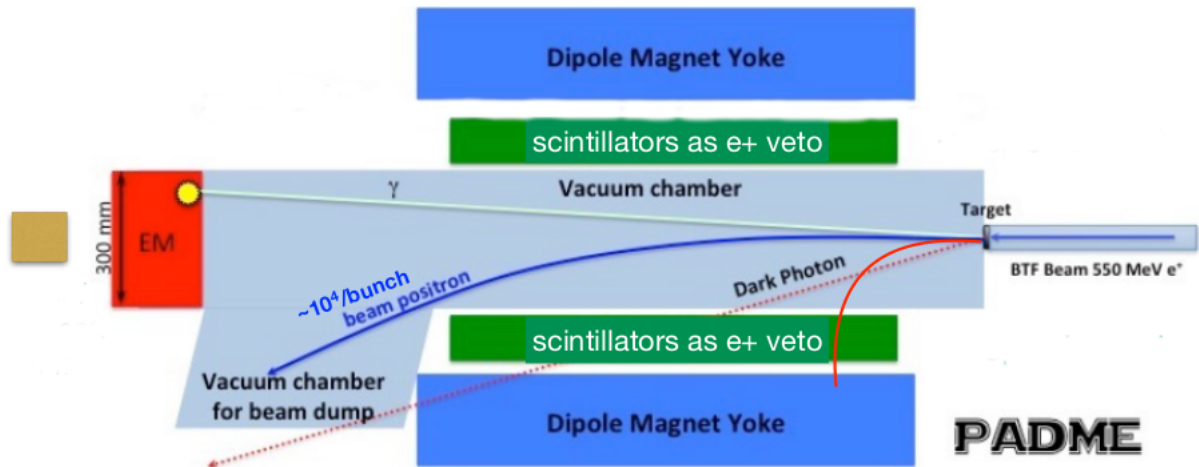 Dipole Magnet Yoke
scintillators as e+ veto
γ
Vacuum chamber
Target
300 mm
EM
BTF Beam 550 MeV e⁺
Dark Photon
~10⁴/bunch
beam positron
scintillators as e+ veto
Vacuum chamber
for beam dump
Dipole Magnet Yoke
PADME